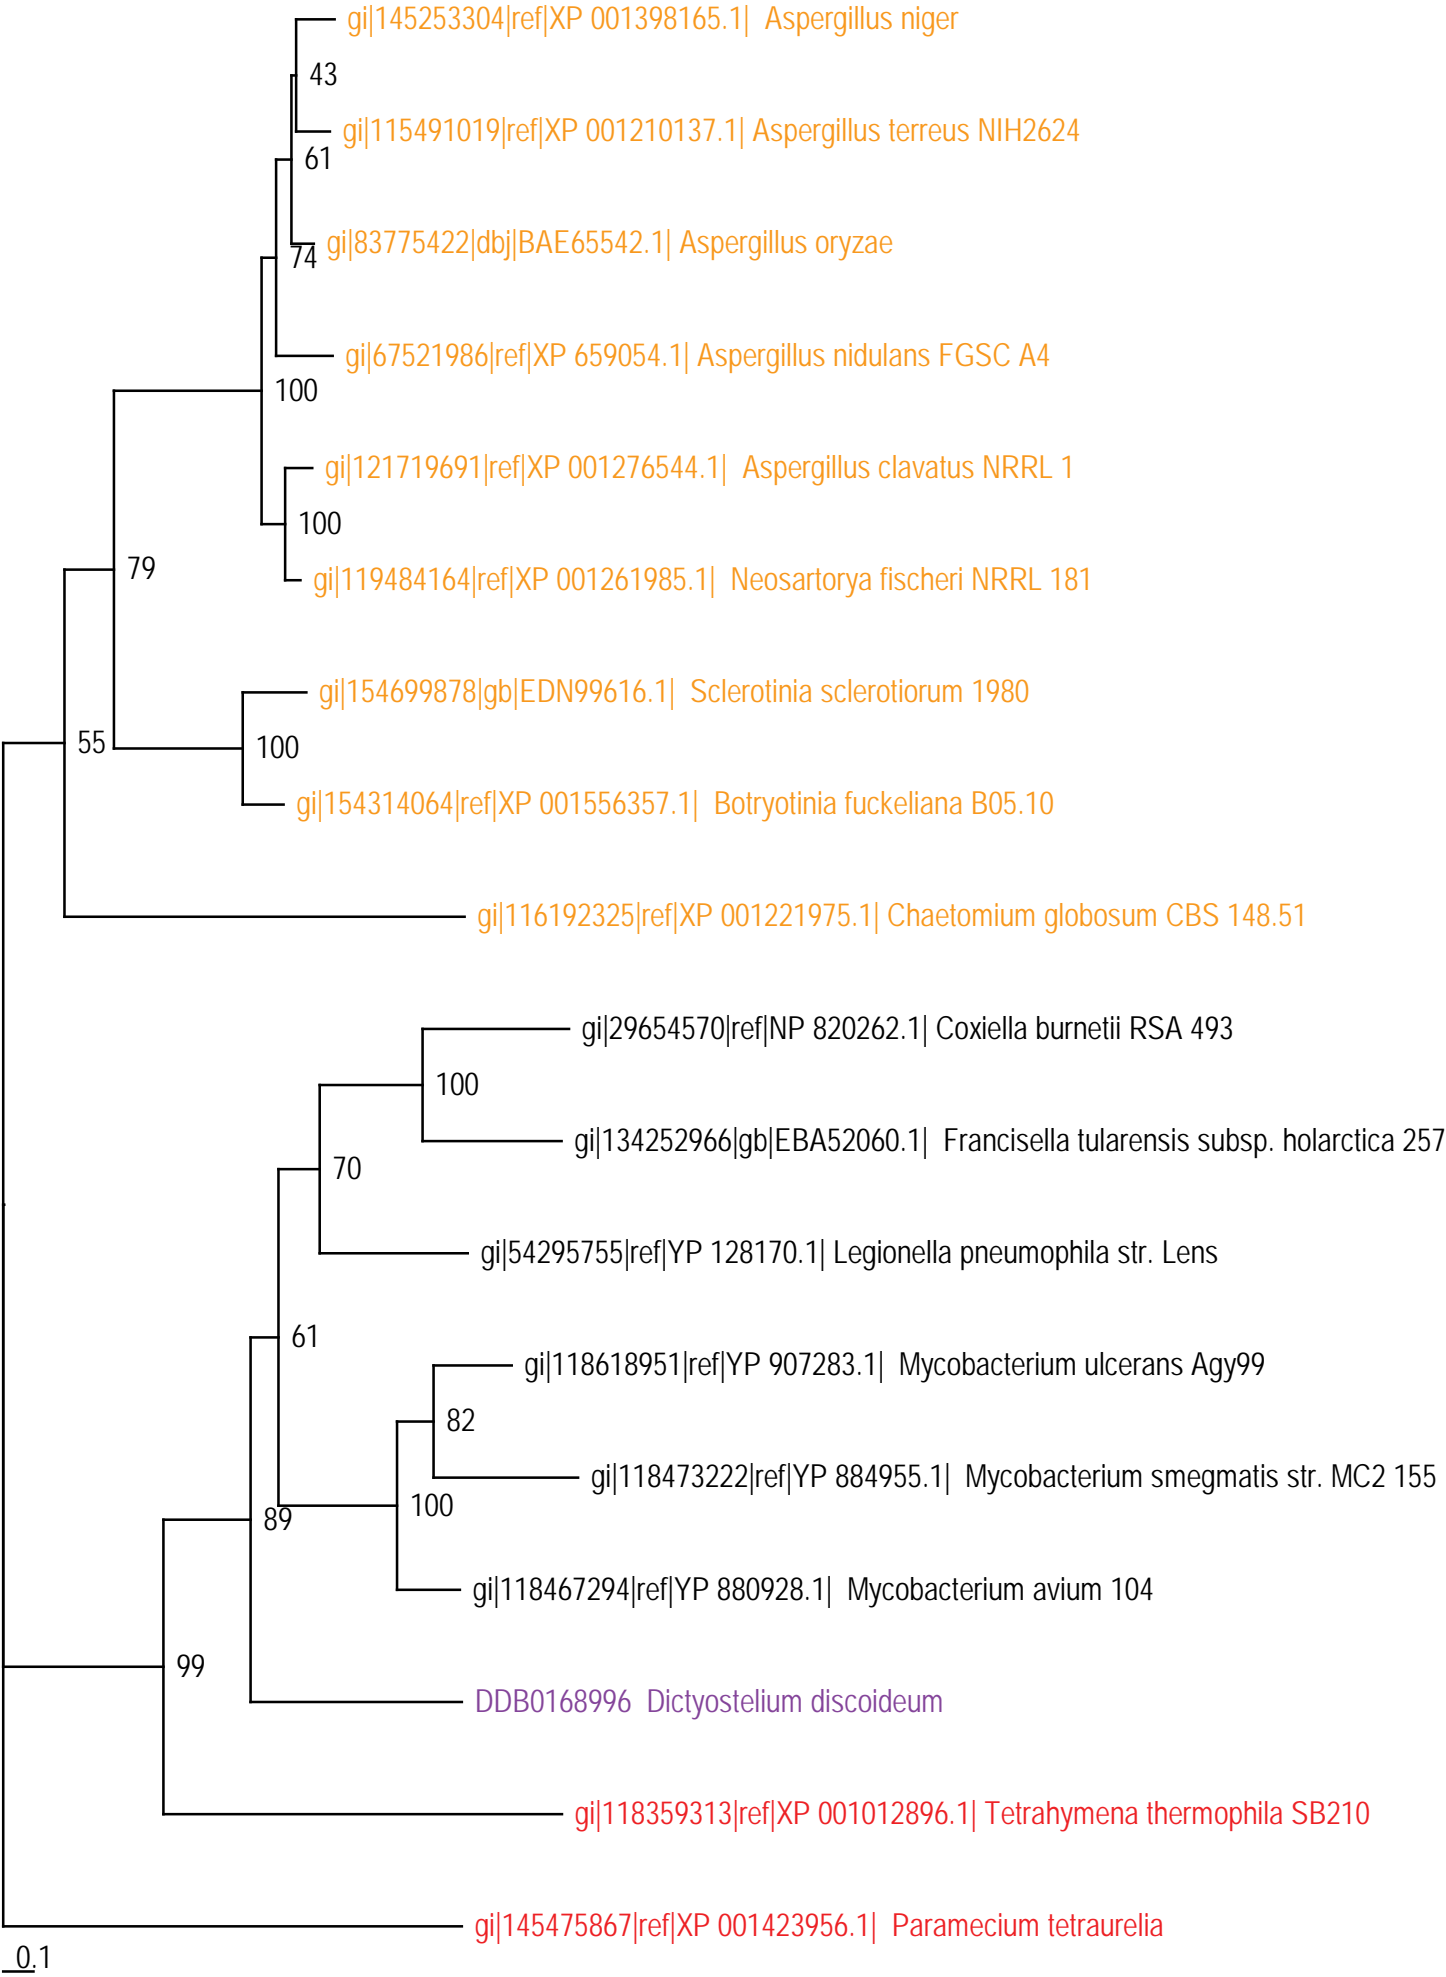 gi|145253304|ref|XP 001398165.1|  Aspergillus niger
43
gi|115491019|ref|XP 001210137.1| Aspergillus terreus NIH2624
61
gi|83775422|dbj|BAE65542.1| Aspergillus oryzae
74
gi|67521986|ref|XP 659054.1| Aspergillus nidulans FGSC A4
100
gi|121719691|ref|XP 001276544.1|  Aspergillus clavatus NRRL 1
100
79
gi|119484164|ref|XP 001261985.1|  Neosartorya fischeri NRRL 181
gi|154699878|gb|EDN99616.1|  Sclerotinia sclerotiorum 1980
55
100
gi|154314064|ref|XP 001556357.1|  Botryotinia fuckeliana B05.10
gi|116192325|ref|XP 001221975.1| Chaetomium globosum CBS 148.51
gi|29654570|ref|NP 820262.1| Coxiella burnetii RSA 493
100
gi|134252966|gb|EBA52060.1|  Francisella tularensis subsp. holarctica 257
70
gi|54295755|ref|YP 128170.1| Legionella pneumophila str. Lens
61
gi|118618951|ref|YP 907283.1|  Mycobacterium ulcerans Agy99
82
gi|118473222|ref|YP 884955.1|  Mycobacterium smegmatis str. MC2 155
100
89
gi|118467294|ref|YP 880928.1|  Mycobacterium avium 104
99
DDB0168996  Dictyostelium discoideum
gi|118359313|ref|XP 001012896.1| Tetrahymena thermophila SB210
gi|145475867|ref|XP 001423956.1|  Paramecium tetraurelia
0.1